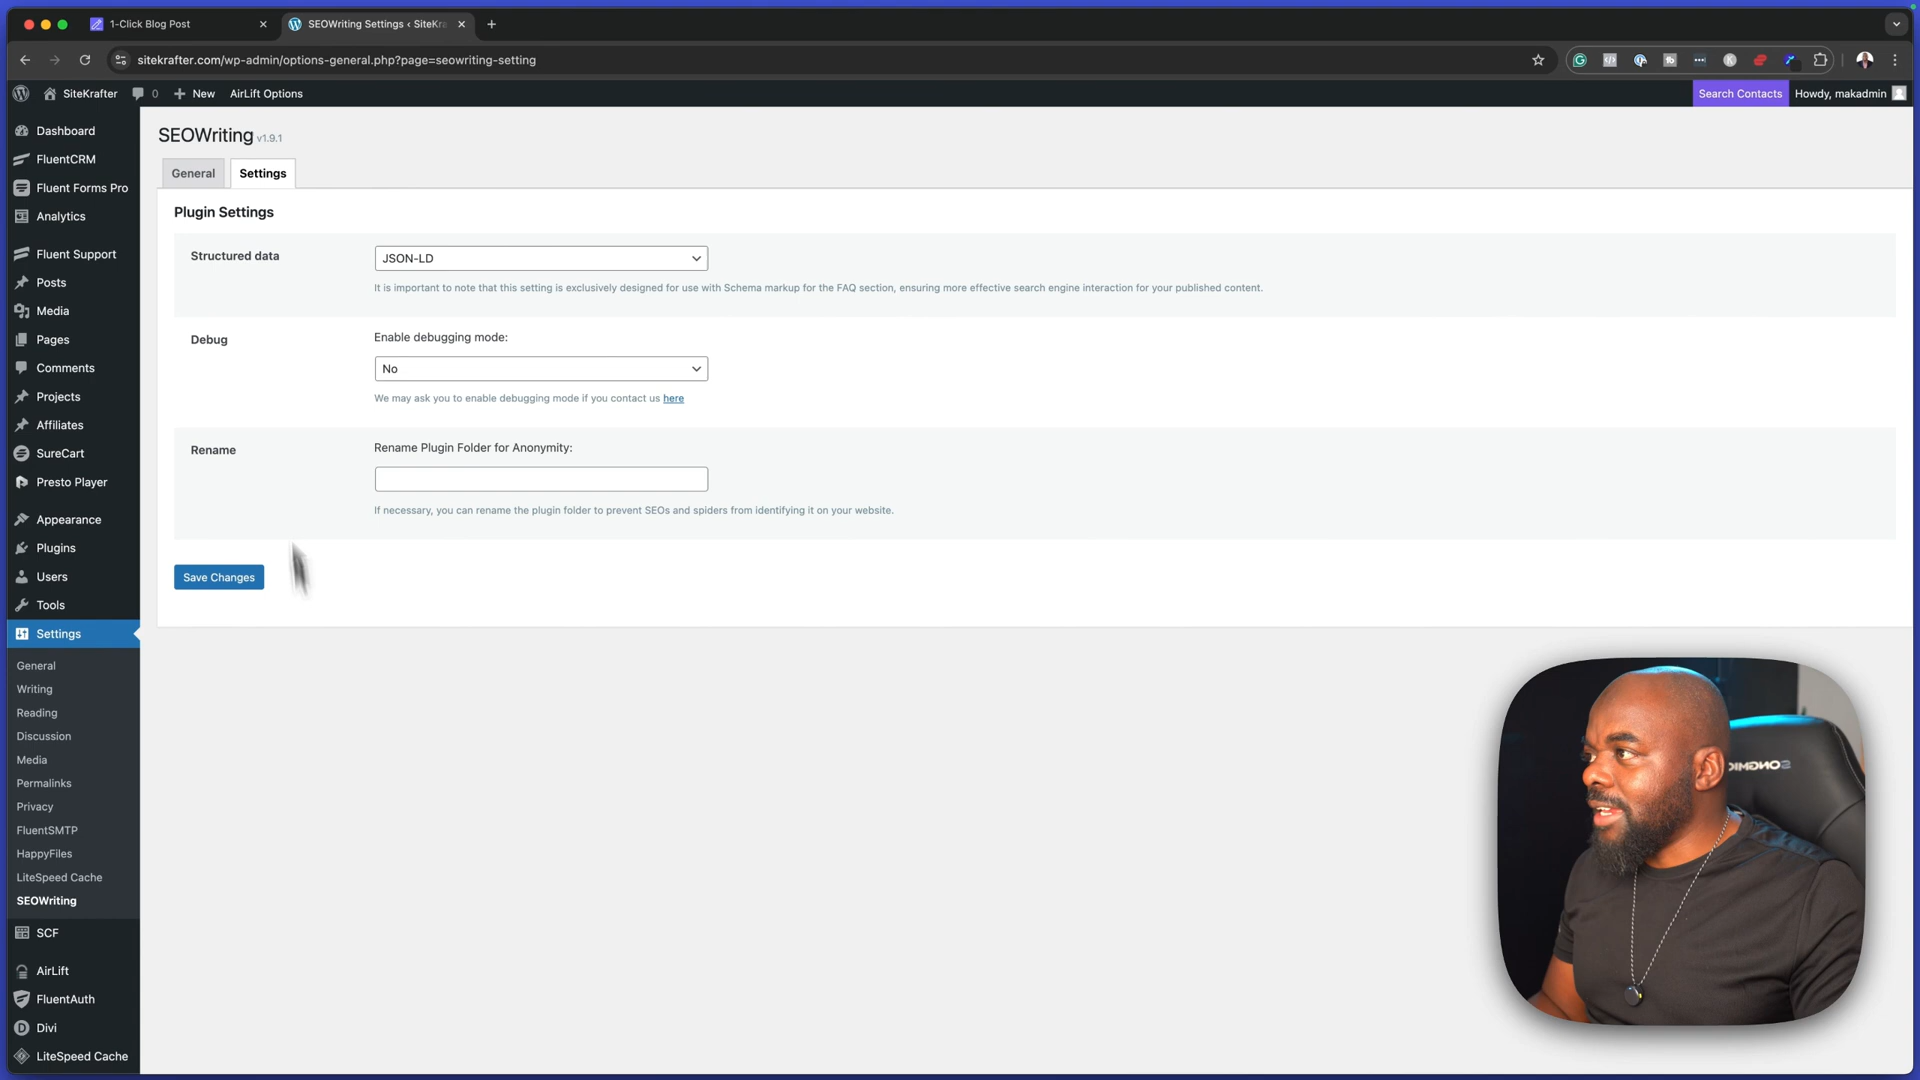 1-Click Blog Post
SEOWriting Settings ‹ SiteKra
sitekrafter.com/wp-admin/options-general.php?page=seowriting-setting
SiteKrafter
0
New
AirLift Options
Search Contacts
Howdy, makadmin
Dashboard
FluentCRM
Fluent Forms Pro
Analytics
Fluent Support
Posts
Media
Pages
Comments
Projects
Affiliates
SureCart
Presto Player
Appearance
Plugins
Users
Tools
Settings
General
Writing
Reading
Discussion
Media
Permalinks
Privacy
FluentSMTP
HappyFiles
LiteSpeed Cache
SEOWriting
SCF
AirLift
FluentAuth
Divi
LiteSpeed Cache
SEOWriting v1.9.1
General
Settings
Plugin Settings
Structured data
JSON-LD
It is important to note that this setting is exclusively designed for use with Schema markup for the FAQ section, ensuring more effective search engine interaction for your published content.
Debug
Enable debugging mode:
No
We may ask you to enable debugging mode if you contact us here
Rename
Rename Plugin Folder for Anonymity:
If necessary, you can rename the plugin folder to prevent SEOs and spiders from identifying it on your website.
Save Changes